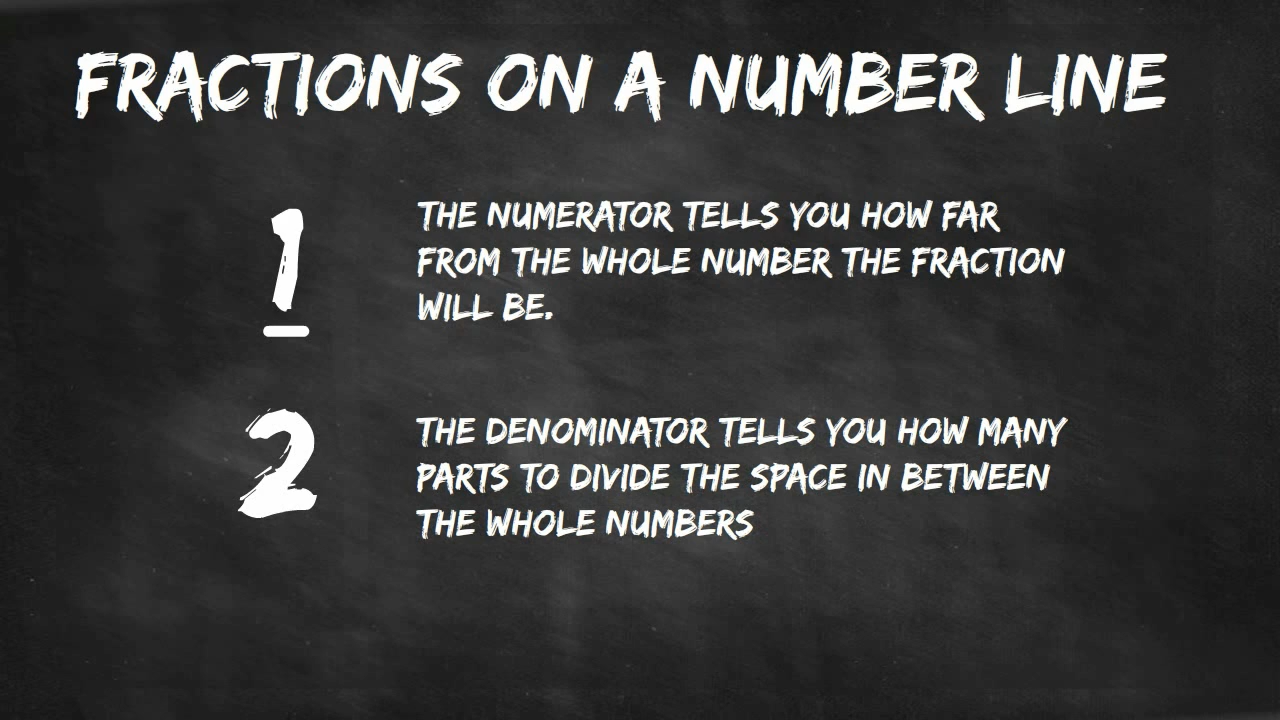 FRACTIONS ON A NUMBER LINE
1
THE NUMERATOR TELLS YOU HOW FAR
FROM THE WHOLE NUMBER THE FRACTION
WILL BE.
2
THE DENOMINATOR TELLS YOU HOW MANY
PARTS TO DIVIDE THE SPACE IN BETWEEN
THE WHOLE NUMBERS